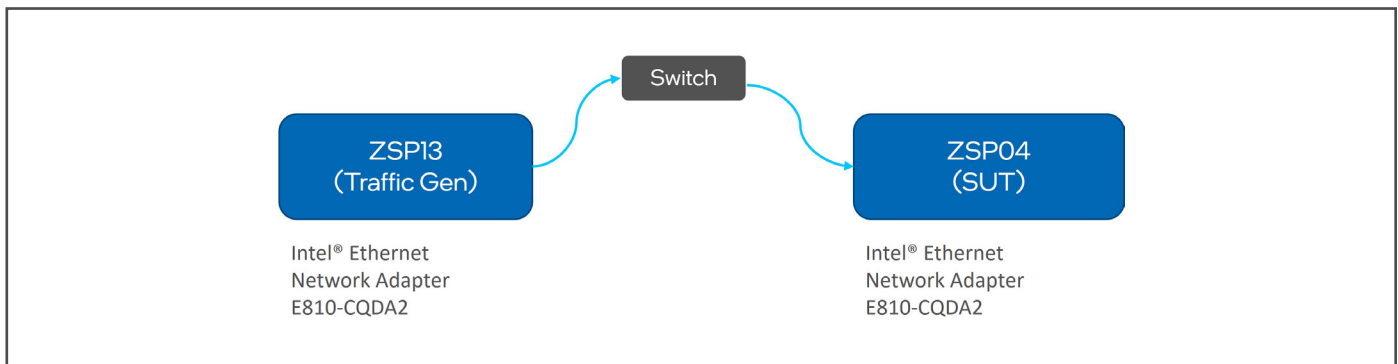 Switch
ZSP13
(Traffic Gen)
ZSP04
(SUT)
Intel® Ethernet
Network Adapter
E810-CQDA2
Intel® Ethernet
Network Adapter
E810-CQDA2